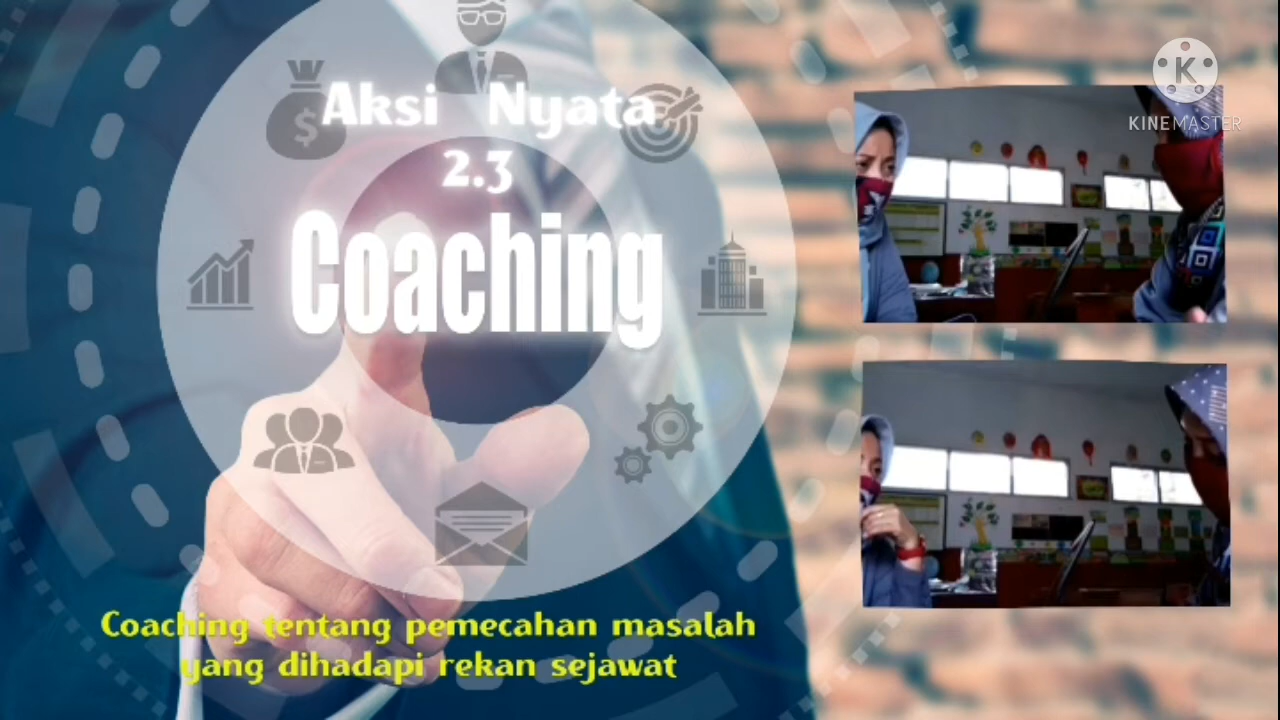 Aksi Nyata
2.3
Coaching
Coaching tentang pemecahan masalah
yang dihadapi rekan sejawat
K
KINEMASTER